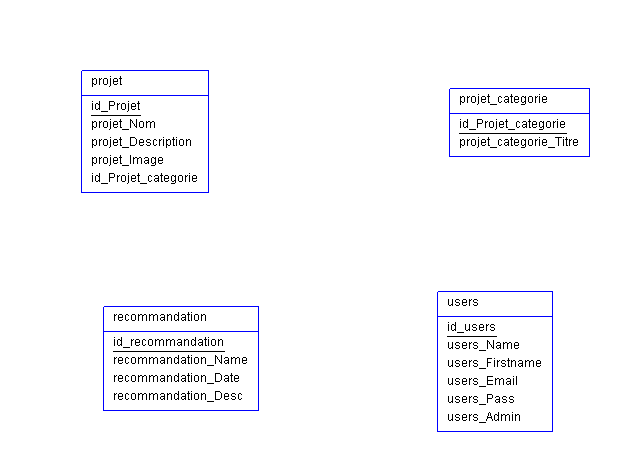 projet
id_Projet
projet_Nom
projet_Description
projet_Image
id_Projet_categorie
projet_categorie
id_Projet_categorie
projet_categorie_Titre
recommandation
id_recommandation
recommandation_Name
recommandation_Date
recommandation_Desc
users
id_users
users_Name
users_Firstname
users_Email
users_Pass
users_Admin